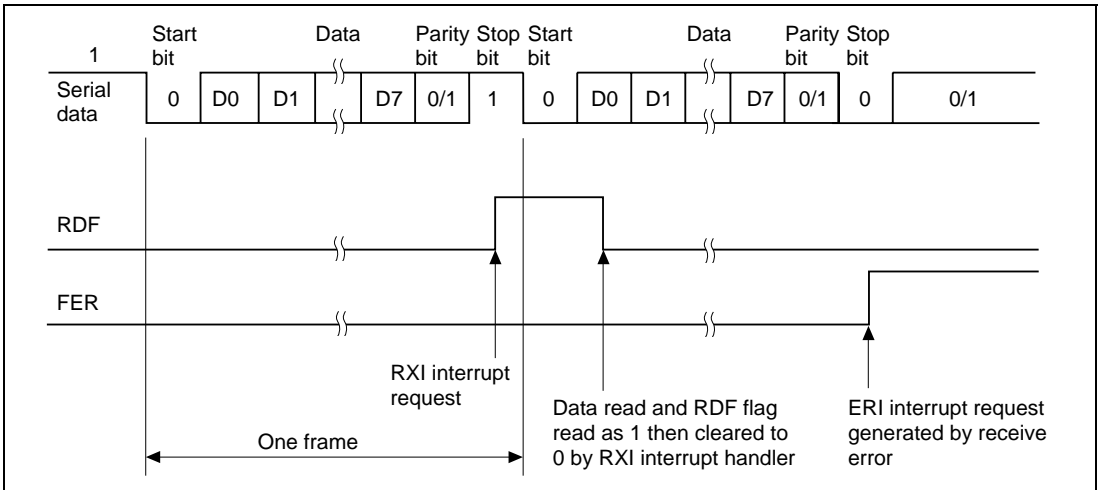 Start bit
Data
Parity bit
Stop bit
Start bit
Data
Parity bit
Stop bit
1
Serial data
0 D0 D1 D7 0/1 1 0 D0 D1 D7 0/1 0 0/1
RDF
FER
RXI interrupt
request
Data read and RDF flag
read as 1 then cleared to
0 by RXI interrupt handler
ERI interrupt request
generated by receive
error
One frame